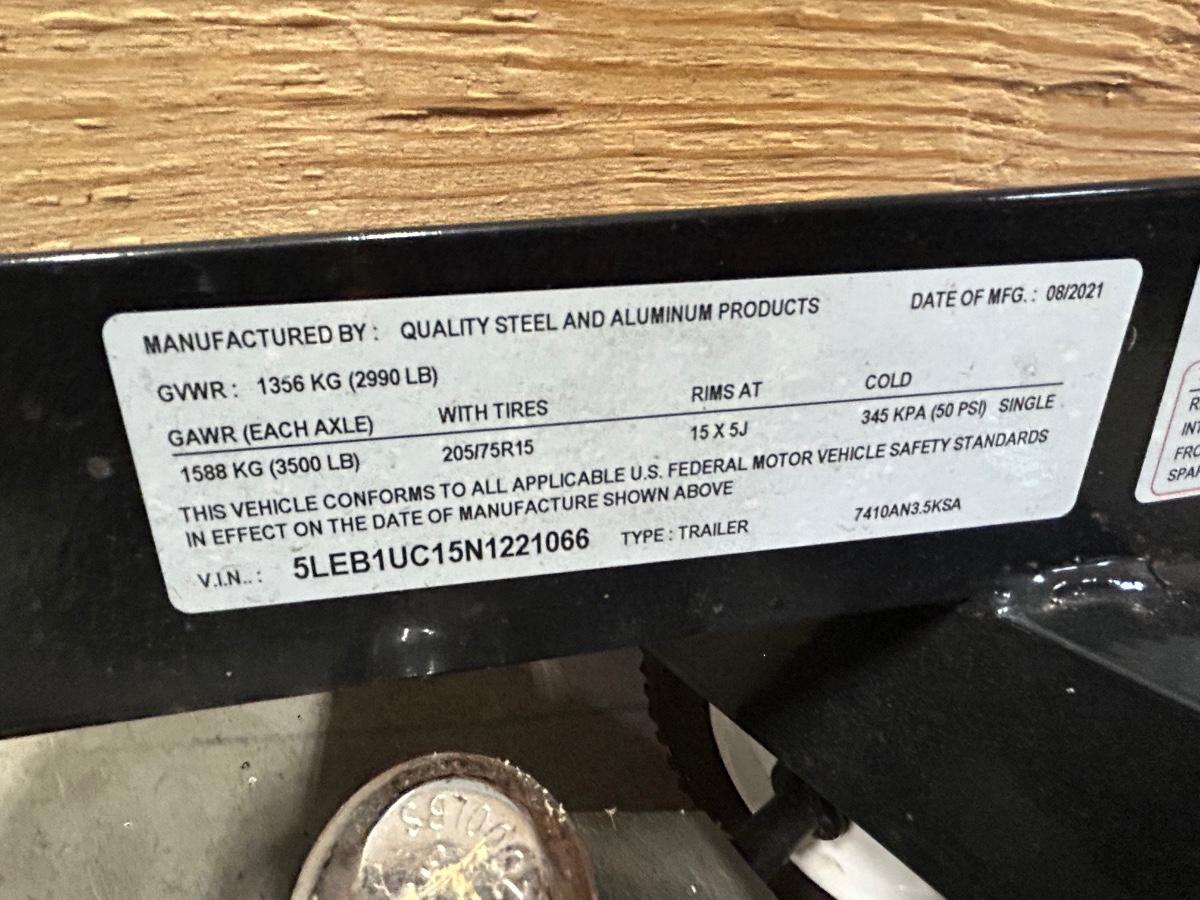 MANUFACTURED BY : QUALITY STEEL AND ALUMINUM PRODUCTS DATE OF MFG. : 08/2021
GVWR : 1356 KG (2990 LB)
GAWR (EACH AXLE) WITH TIRES RIMS AT COLD
1588 KG (3500 LB) 205/75R15 15 X 5J 345 KPA (50 PSI) SINGLE
THIS VEHICLE CONFORMS TO ALL APPLICABLE U.S. FEDERAL MOTOR VEHICLE SAFETY STANDARDS
IN EFFECT ON THE DATE OF MANUFACTURE SHOWN ABOVE
V.I.N.. : 5LEB1UC15N1221066 TYPE : TRAILER 7410AN3.5KSA